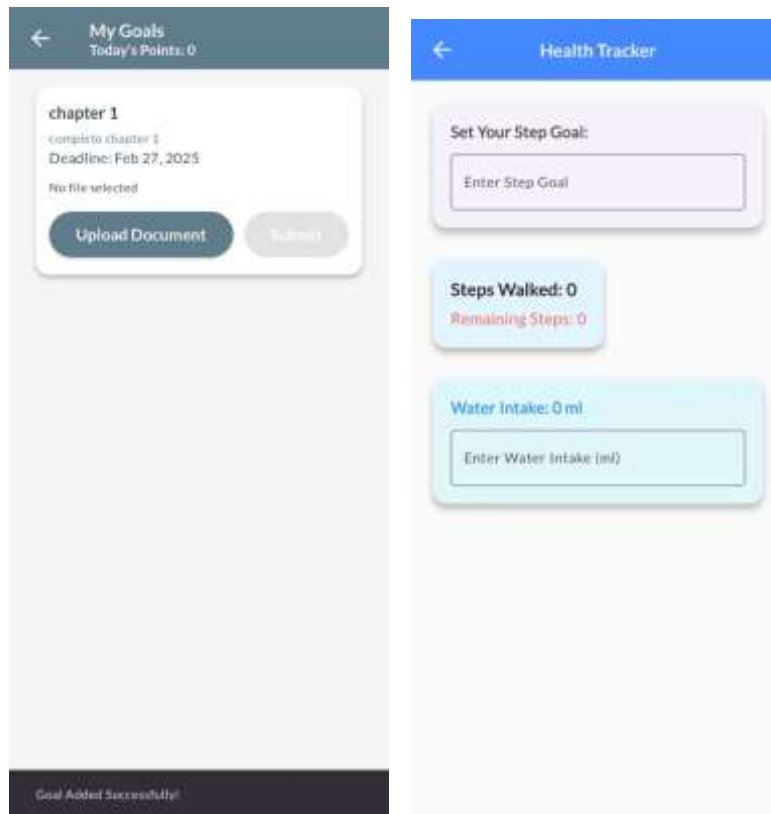 My Goals
Today's Points: 0
chapter 1
complete chapter 1
Deadline: Feb 27, 2025
No file selected
Upload Document
Submit
Goal Added Successfully!
Health Tracker
Set Your Step Goal:
Enter Step Goal
Steps Walked: 0
Remaining Steps: 0
Water Intake: 0 ml
Enter Water Intake (ml)